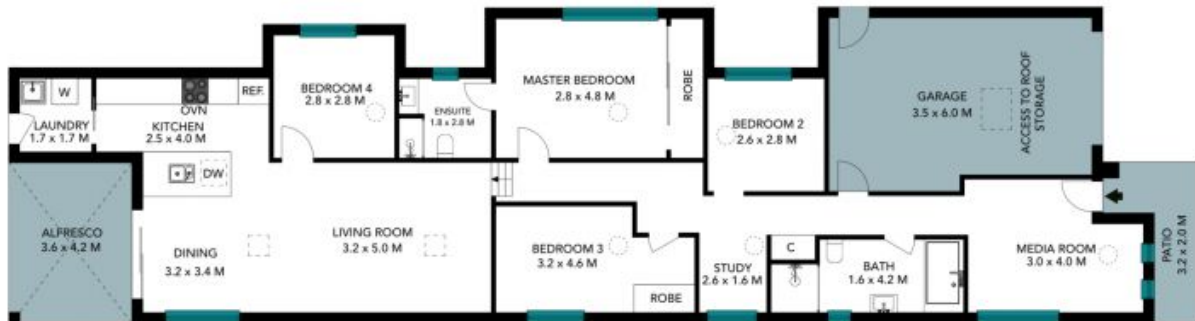 W
LAUNDRY
1.7 x 1.7 M
OVN
REF.
KITCHEN
2.5 x 4.0 M
DW
ALFRESCO
3.6 x 4.2 M
DINING
3.2 x 3.4 M
LIVING ROOM
3.2 x 5.0 M
BEDROOM 4
2.8 x 2.8 M
ENSUITE
1.8 x 2.8 M
MASTER BEDROOM
2.8 x 4.8 M
ROBE
BEDROOM 2
2.6 x 2.8 M
GARAGE
3.5 x 6.0 M
ACCESS TO ROOF
STORAGE
BEDROOM 3
3.2 x 4.6 M
ROBE
STUDY
2.6 x 1.6 M
C
BATH
1.6 x 4.2 M
MEDIA ROOM
3.0 x 4.0 M
PATIO
3.2 x 2.0 M